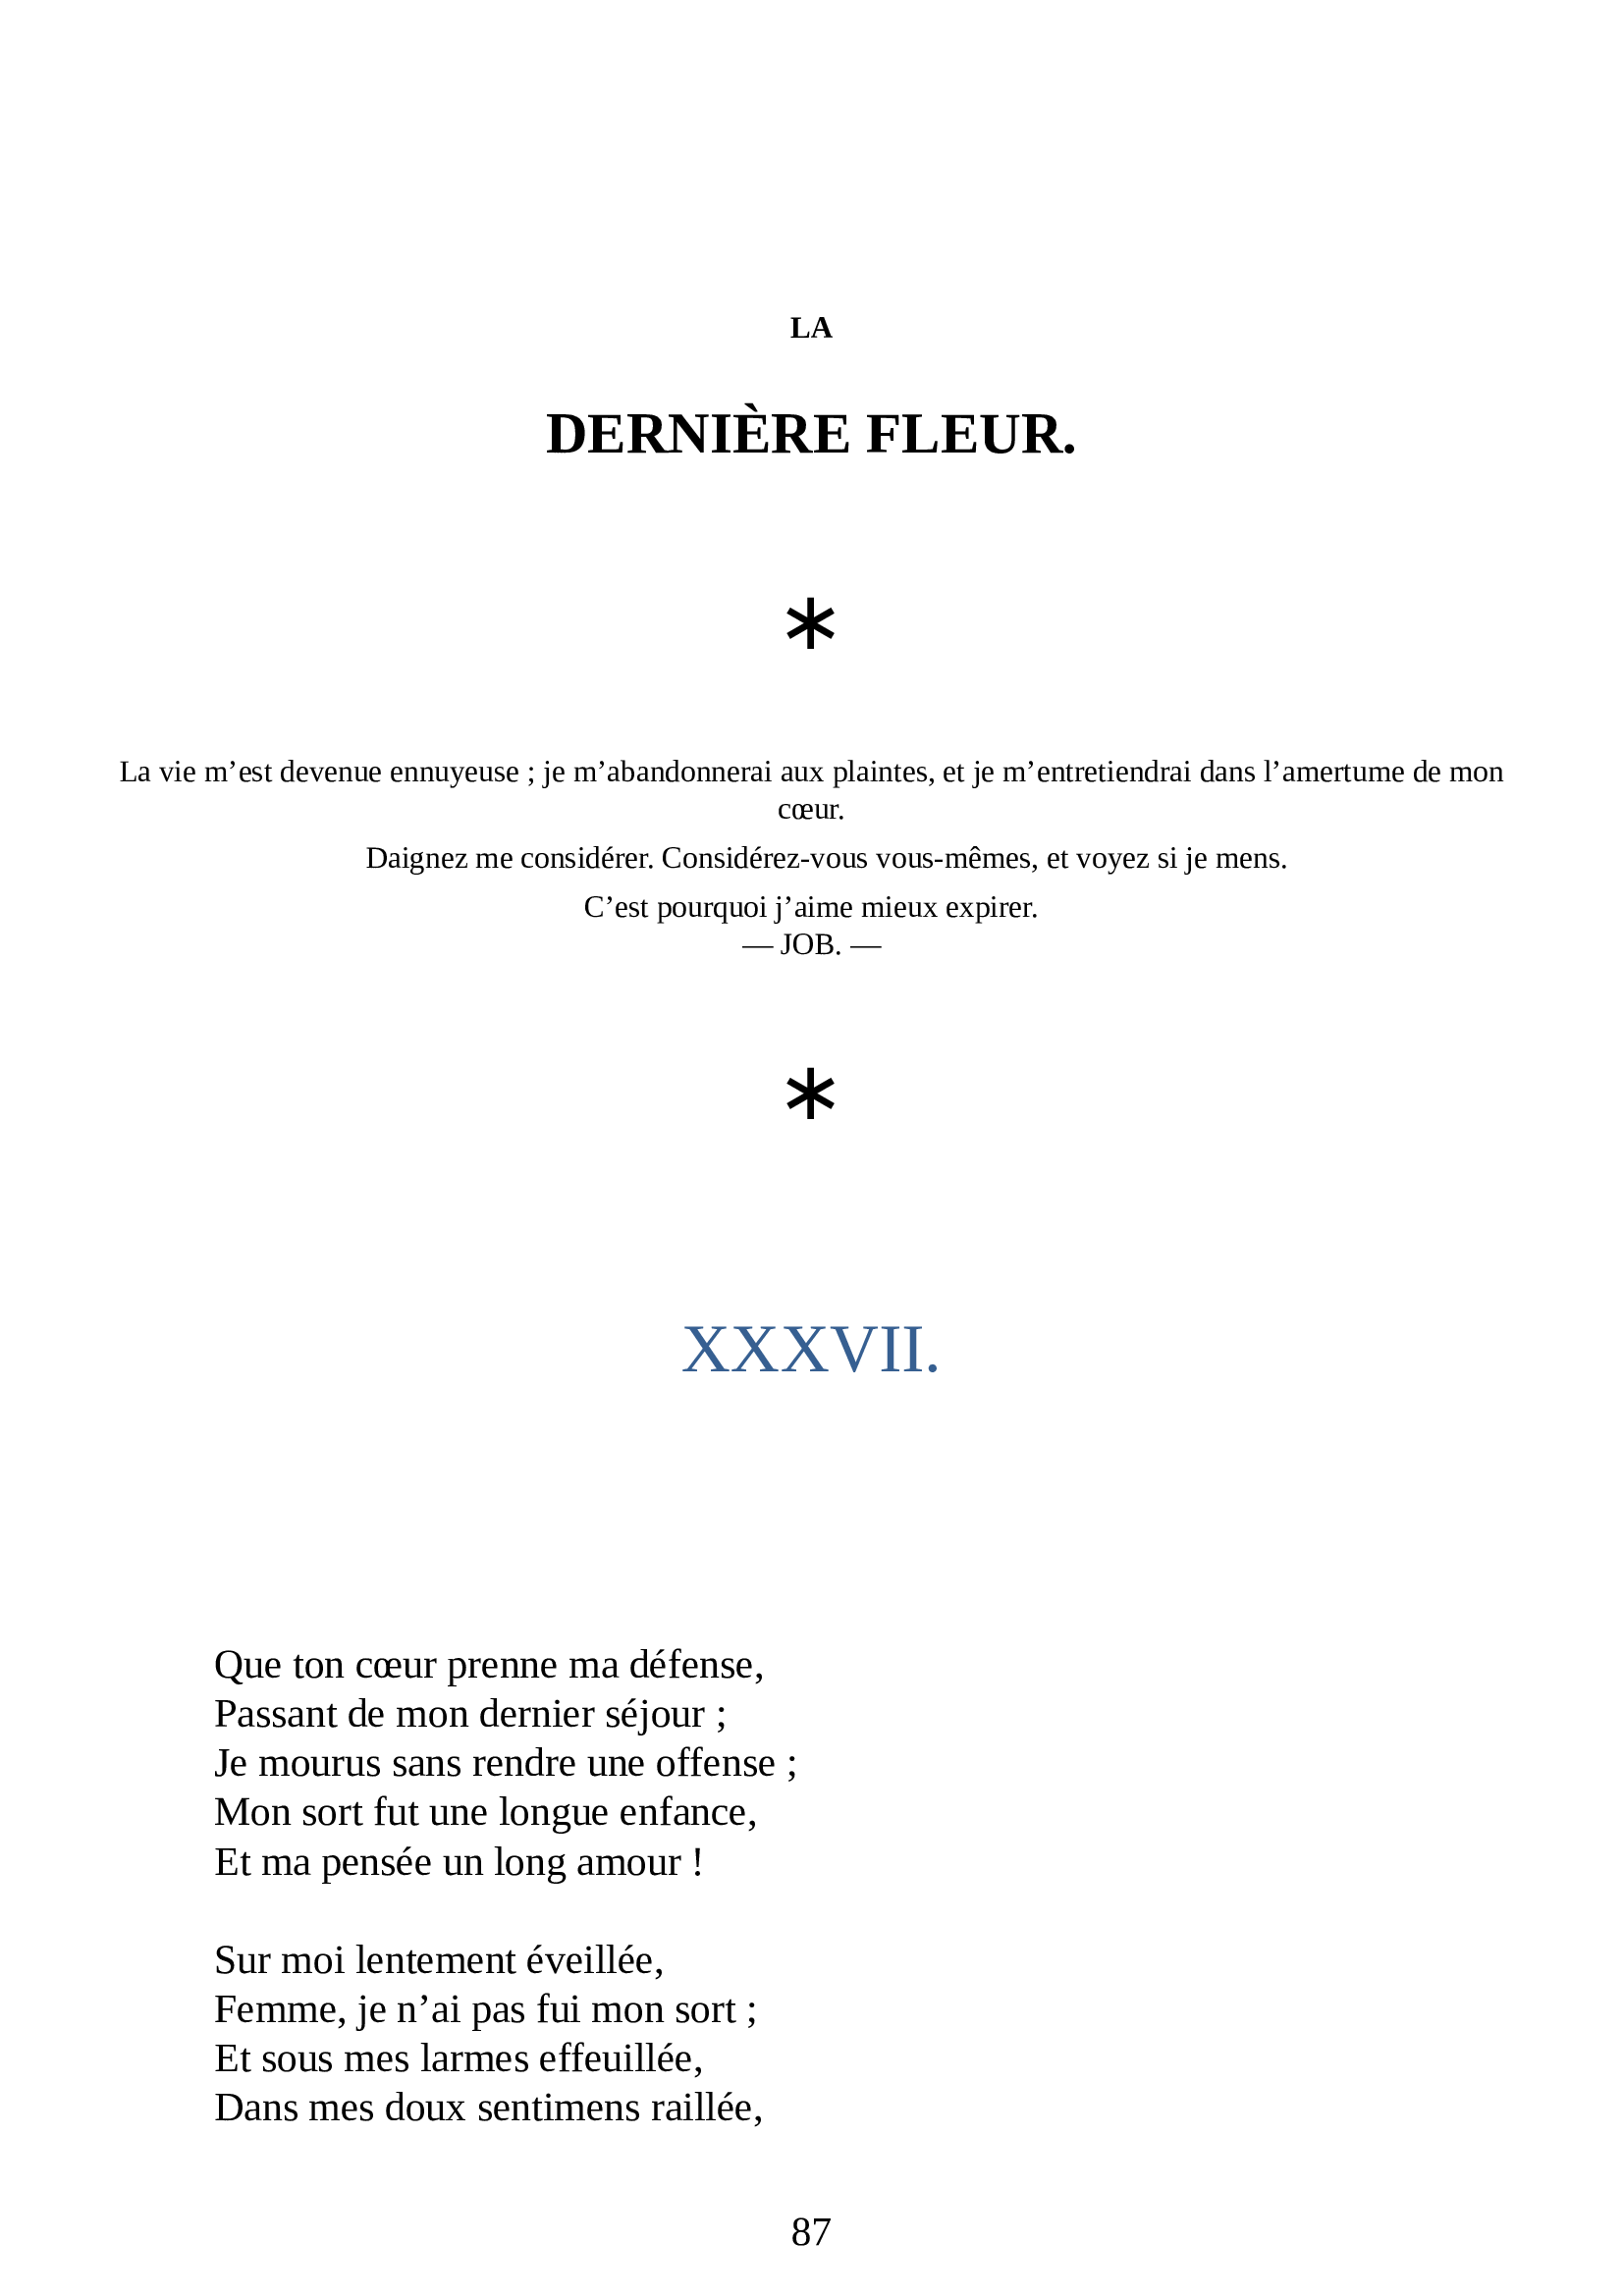 LA
DERNIÈRE FLEUR.
*
La vie m’est devenue ennuyeuse ; je m’abandonnerai aux plaintes, et je m’entretiendrai dans l’amertume de mon
cœur.
Daignez me considérer. Considérez-vous vous-mêmes, et voyez si je mens.
C’est pourquoi j’aime mieux expirer.
— JOB. —
*
XXXVII.
Que ton cœur prenne ma défense,
Passant de mon dernier séjour ;
Je mourus sans rendre une offense ;
Mon sort fut une longue enfance,
Et ma pensée un long amour !
Sur moi lentement éveillée,
Femme, je n’ai pas fui mon sort ;
Et sous mes larmes effeuillée,
Dans mes doux sentimens raillée,
87